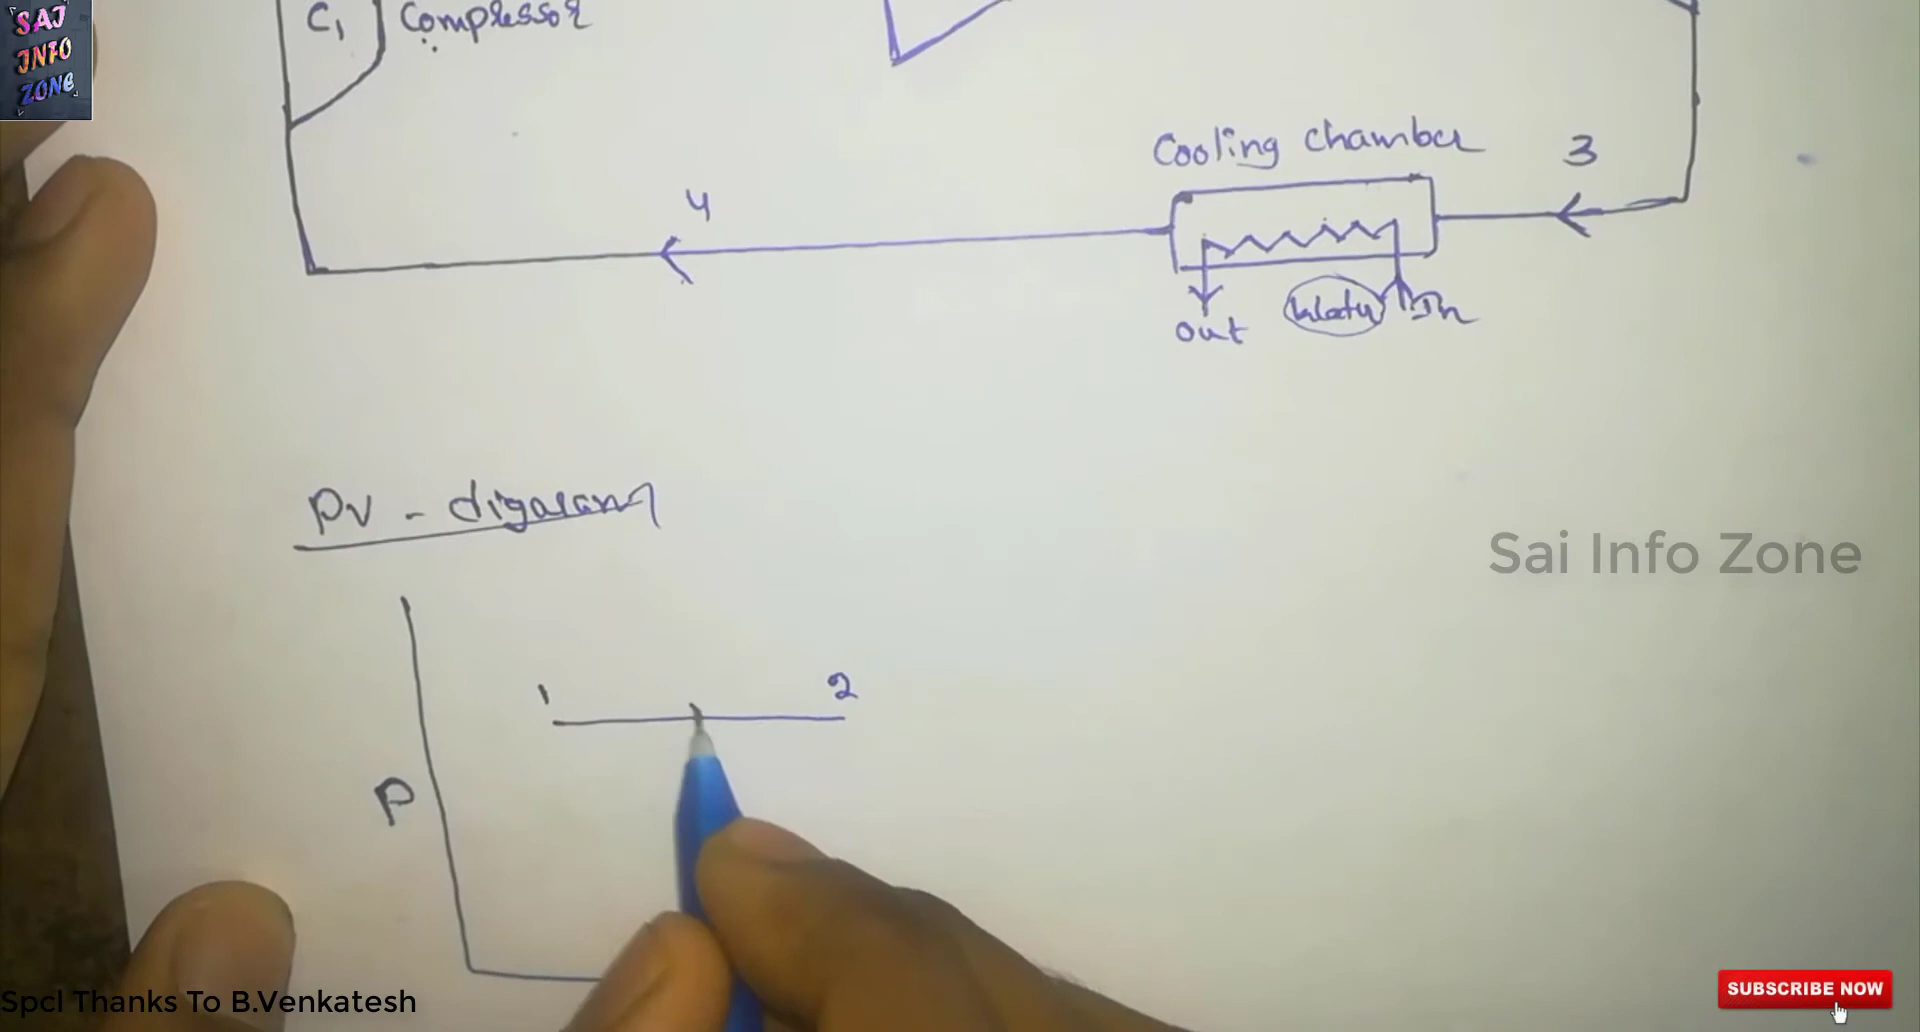 SAI
INFO
ZONE
C1 Compressor
Cooling chamber
3
4
out Water In
PV - digaram
Sai Info Zone
1 2
P
Spcl Thanks To B.Venkatesh
SUBSCRIBE NOW